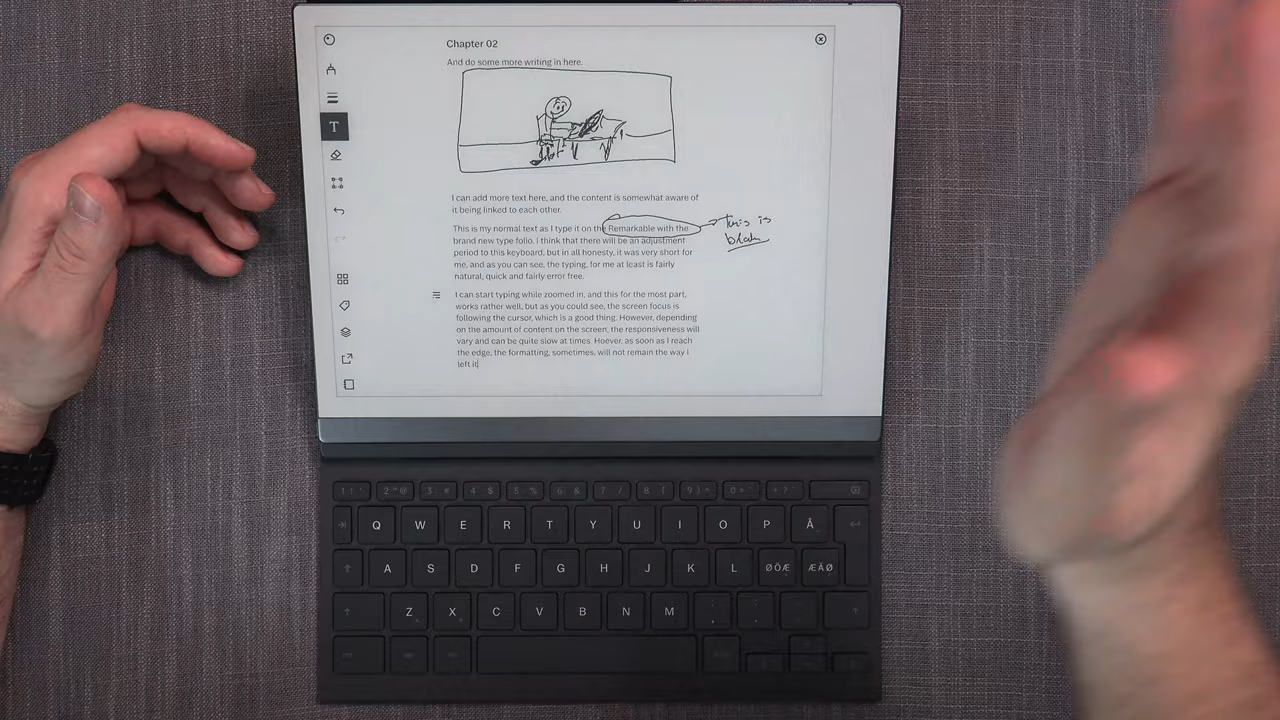 Chapter 02
And do some more writing in here.
I can add more text here, and the content is somewhat aware of
it being linked to each other.
This is my normal text as I type it on the Remarkable with the
brand new type folio. I think that there will be an adjustment
period to this keyboard, but in all honesty, it was very short for
me, and as you can see, the typing, for me at least is fairly
natural, quick and fairly error free.
This is
I can start typing while zoomed in, and this for the most part,
works rather well, but as you could see, the screen focus is
following the cursor, which is a good thing. However, depending
on the amount of content on the screen, the responsiveness will
vary and can be quite slow at times. Hoever, as soon as I reach
the edge, the formatting, sometimes, will not remain the way I
left it
T
Q W E R T Y U I O P Å
A S D F G H J K L ØÖÆ ÆÄØ
Z X C V B N M